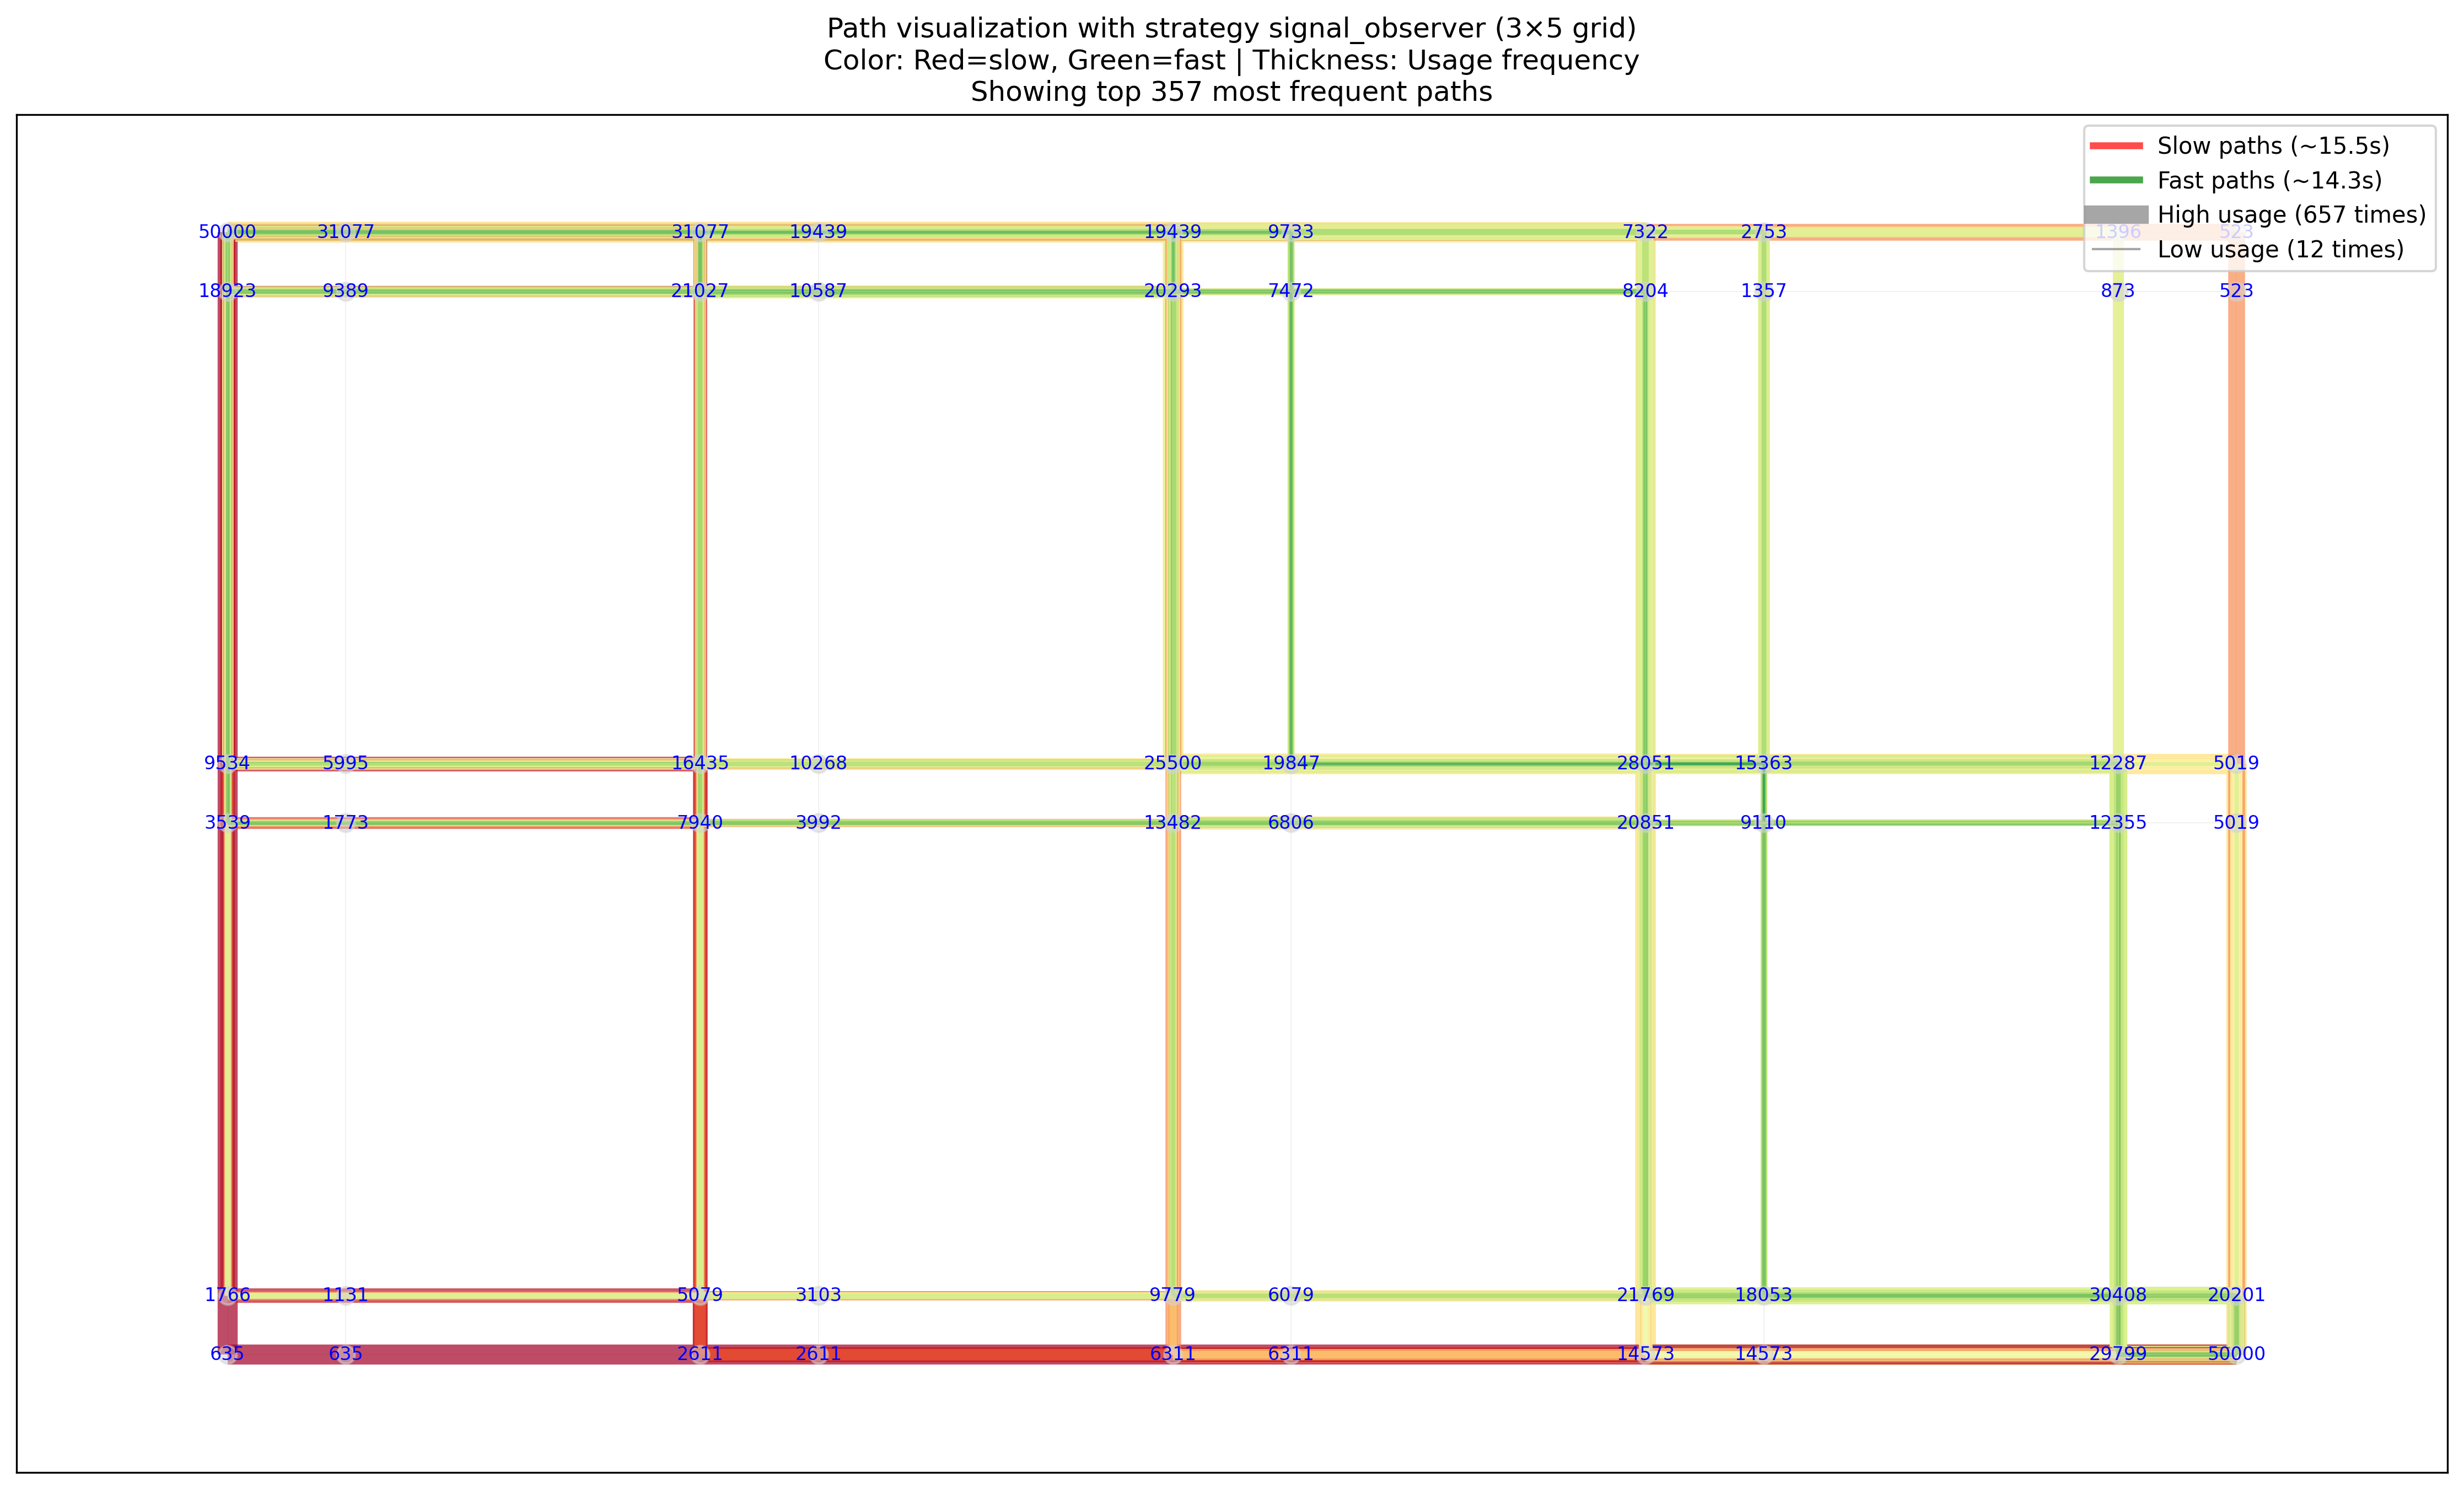 Path visualization with strategy signal_observer (3×5 grid)
Color: Red=slow, Green=fast | Thickness: Usage frequency
Showing top 357 most frequent paths
Slow paths (~15.5s)
Fast paths (~14.3s)
High usage (657 times)
Low usage (12 times)
50000 31077 31077 19439 19439 9733 7322 2753 1396 523
18923 9389 21027 10587 20293 7472 8204 1357 873 523
9534 5995 16435 10268 25500 19847 28051 15363 12287 5019
3539 1773 7940 3992 13482 6806 20851 9110 12355 5019
1766 1131 5079 3103 9779 6079 21769 18053 30408 20201
635 635 2611 2611 6311 6311 14573 14573 29799 50000